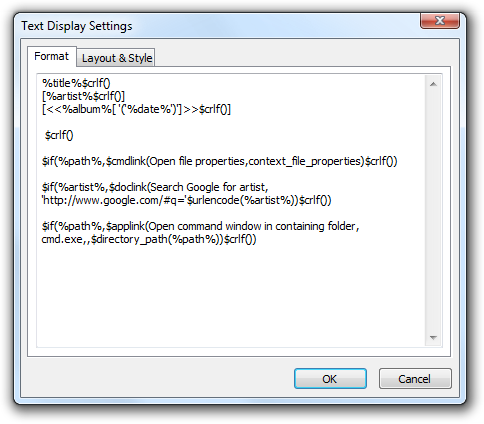 Text Display Settings
Format
Layout & Style
%title%$crlf()
[%artist%$crlf()]
[<<%album%[ '('%date%')']>>$crlf()]
$crlf()
$if(%path%,$cmdlink(Open file properties,context_file_properties)$crlf())
$if(%artist%,$doclink(Search Google for artist,
'http://www.google.com/#q='$urlencode(%artist%))$crlf())
$if(%path%,$applink(Open command window in containing folder,
cmd.exe,,$directory_path(%path%))$crlf())
OK
Cancel